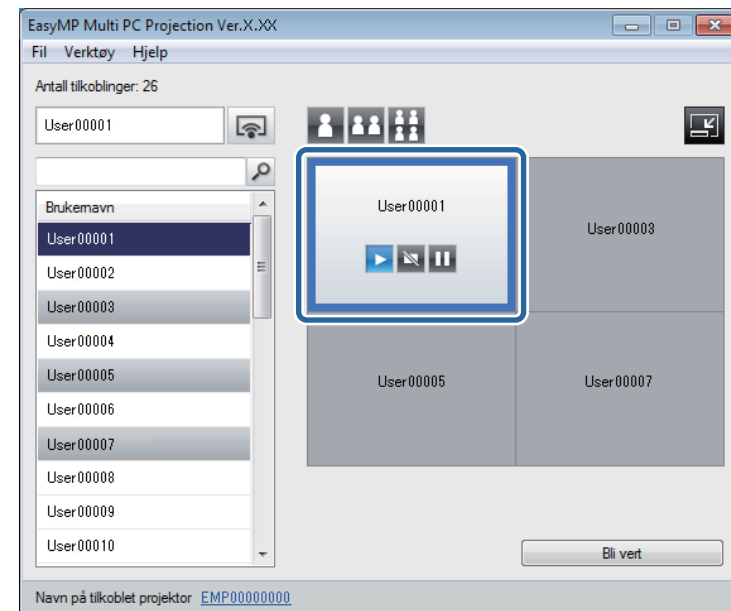 EasyMP Multi PC Projection Ver.X.XX
Fil Verktøy Hjelp
Antall tilkoblinger: 26
User00001
Brukernavn
User00001
User00002
User00003
User00004
User00005
User00006
User00007
User00008
User00009
User00010
User00001
User00003
User00005
User00007
Bli vert
Navn på tilkoblet projektor EMP00000000